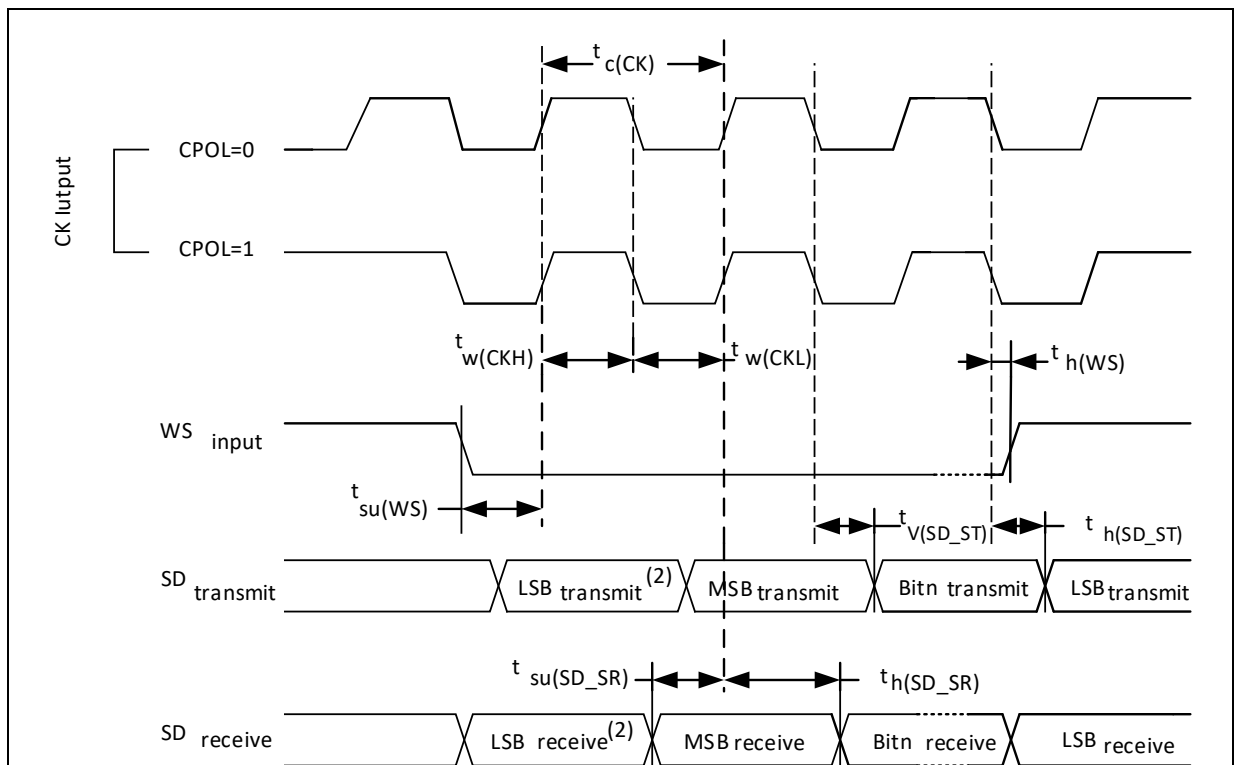 t c(CK)
CPOL=0
CK Iutput
CPOL=1
t w(CKH)
t w(CKL)
t h(WS)
WS input
t su(WS)
t V(SD_ST)
t h(SD_ST)
SD transmit
LSB transmit(2)
MSB transmit
Bitn transmit
LSB transmit
t su(SD_SR)
t h(SD_SR)
SD receive
LSB receive(2)
MSB receive
Bitn receive
LSB receive